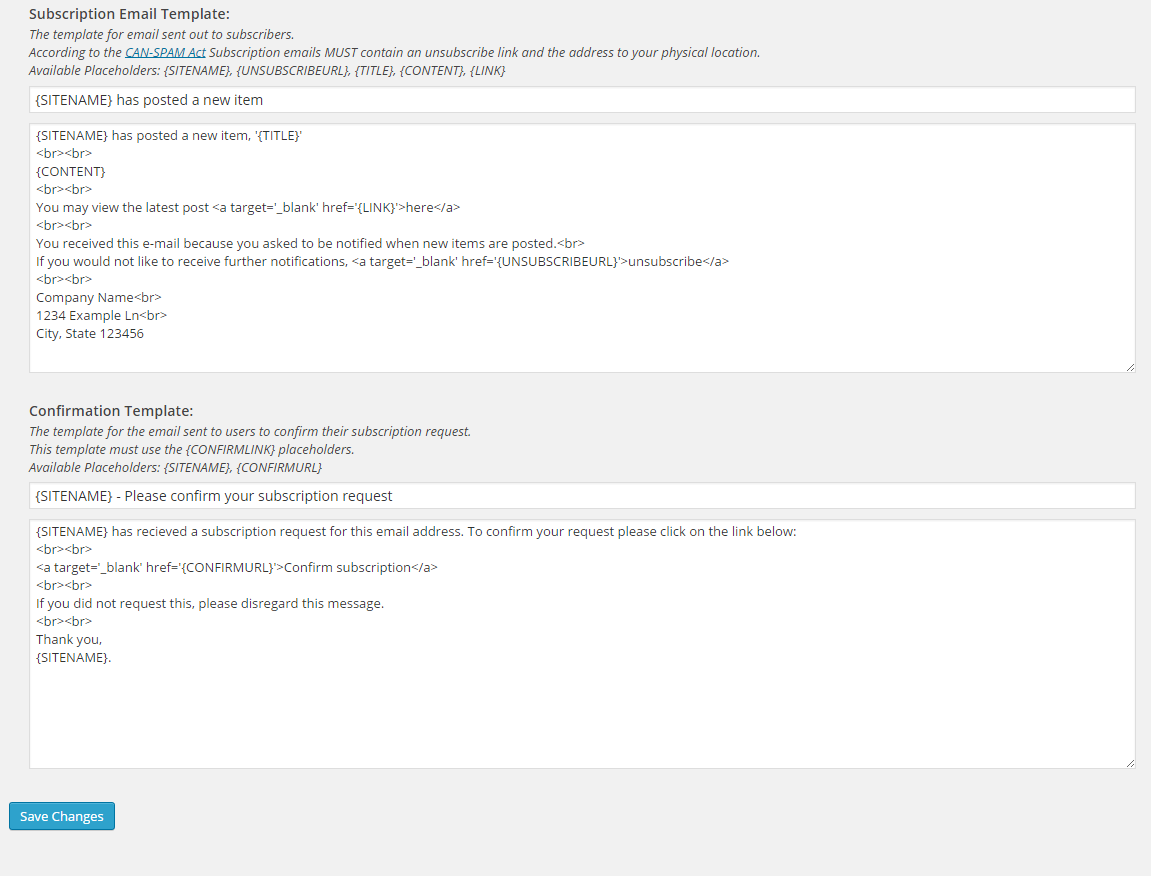 Subscription Email Template:
The template for email sent out to subscribers.
According to the CAN-SPAM Act Subscription emails MUST contain an unsubscribe link and the address to your physical location.
Available Placeholders: {SITENAME}, {UNSUBSCRIBEURL}, {TITLE}, {CONTENT}, {LINK}
{SITENAME} has posted a new item
{SITENAME} has posted a new item, '{TITLE}'
<br><br>
{CONTENT}
<br><br>
You may view the latest post <a target='_blank' href='{LINK}'>here</a>
<br><br>
You received this e-mail because you asked to be notified when new items are posted.<br>
If you would not like to receive further notifications, <a target='_blank' href='{UNSUBSCRIBEURL}'>unsubscribe</a>
<br><br>
Company Name<br>
1234 Example Ln<br>
City, State 123456
Confirmation Template:
The template for the email sent to users to confirm their subscription request.
This template must use the {CONFIRMLINK} placeholders.
Available Placeholders: {SITENAME}, {CONFIRMURL}
{SITENAME} - Please confirm your subscription request
{SITENAME} has recieved a subscription request for this email address. To confirm your request please click on the link below:
<br><br>
<a target='_blank' href='{CONFIRMURL}'>Confirm subscription</a>
<br><br>
If you did not request this, please disregard this message.
<br><br>
Thank you,
{SITENAME}.
Save Changes